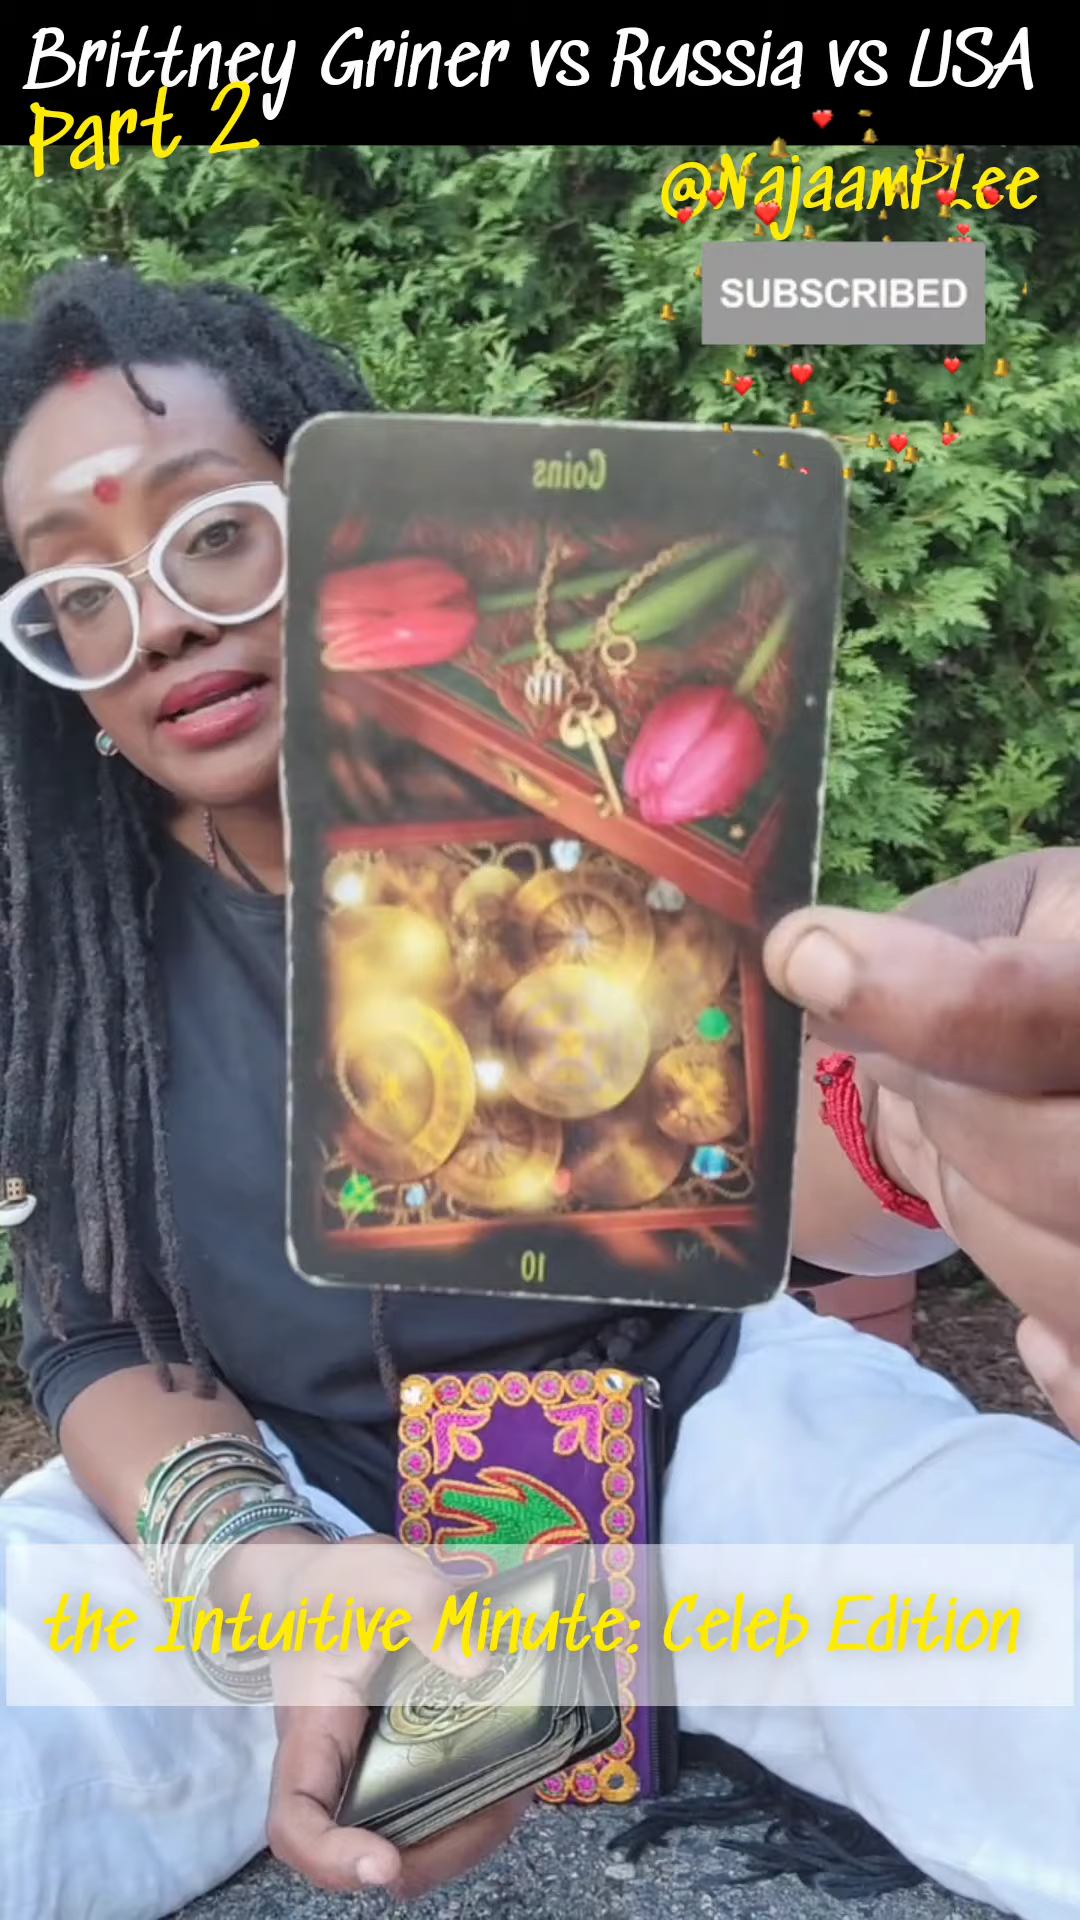 Brittney Griner vs Russia vs USA
Part 2
@NajaamPLee
SUBSCRIBED
Coins
10
the Intuitive Minute: Celeb Edition